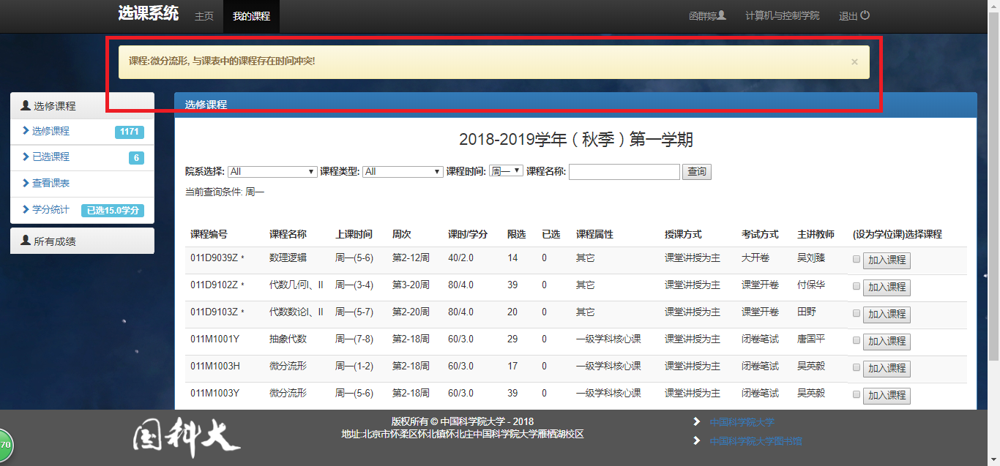 选课系统 主页 我的课程 函群婷 计算机与控制学院 退出
课程:微分流形, 与课表中的课程存在时间冲突! ×
选修课程
选修课程 1171
已选课程 6
查看课表
学分统计 已选15.0学分
所有成绩
选修课程
2018-2019学年（秋季）第一学期
院系选择: All 课程类型: All 课程时间: 周一 课程名称: 查询
当前查询条件: 周一
课程编号 课程名称 上课时间 周次 课时/学分 限选 已选 课程属性 授课方式 考试方式 主讲教师 (设为学位课)选择课程
011D9039Z * 数理逻辑 周一(5-6) 第2-12周 40/2.0 14 0 其它 课堂讲授为主 大开卷 吴刘臻 加入课程
011D9102Z * 代数几何I、II 周一(3-4) 第3-20周 80/4.0 39 0 其它 课堂讲授为主 课堂开卷 付保华 加入课程
011D9103Z * 代数数论I、II 周一(5-7) 第2-20周 80/4.0 20 0 其它 课堂讲授为主 课堂开卷 田野 加入课程
011M1001Y 抽象代数 周一(7-8) 第2-18周 60/3.0 29 0 一级学科核心课 课堂讲授为主 闭卷笔试 唐国平 加入课程
011M1003H 微分流形 周一(1-2) 第2-18周 60/3.0 17 0 一级学科核心课 课堂讲授为主 闭卷笔试 吴英毅 加入课程
011M1003Y 微分流形 周一(5-6) 第2-18周 60/3.0 39 0 一级学科核心课 课堂讲授为主 闭卷笔试 吴英毅 加入课程
国科大
版权所有 © 中国科学院大学 - 2018
地址:北京市怀柔区怀北镇怀北庄中国科学院大学雁栖湖校区
中国科学院大学
中国科学院大学图书馆
70